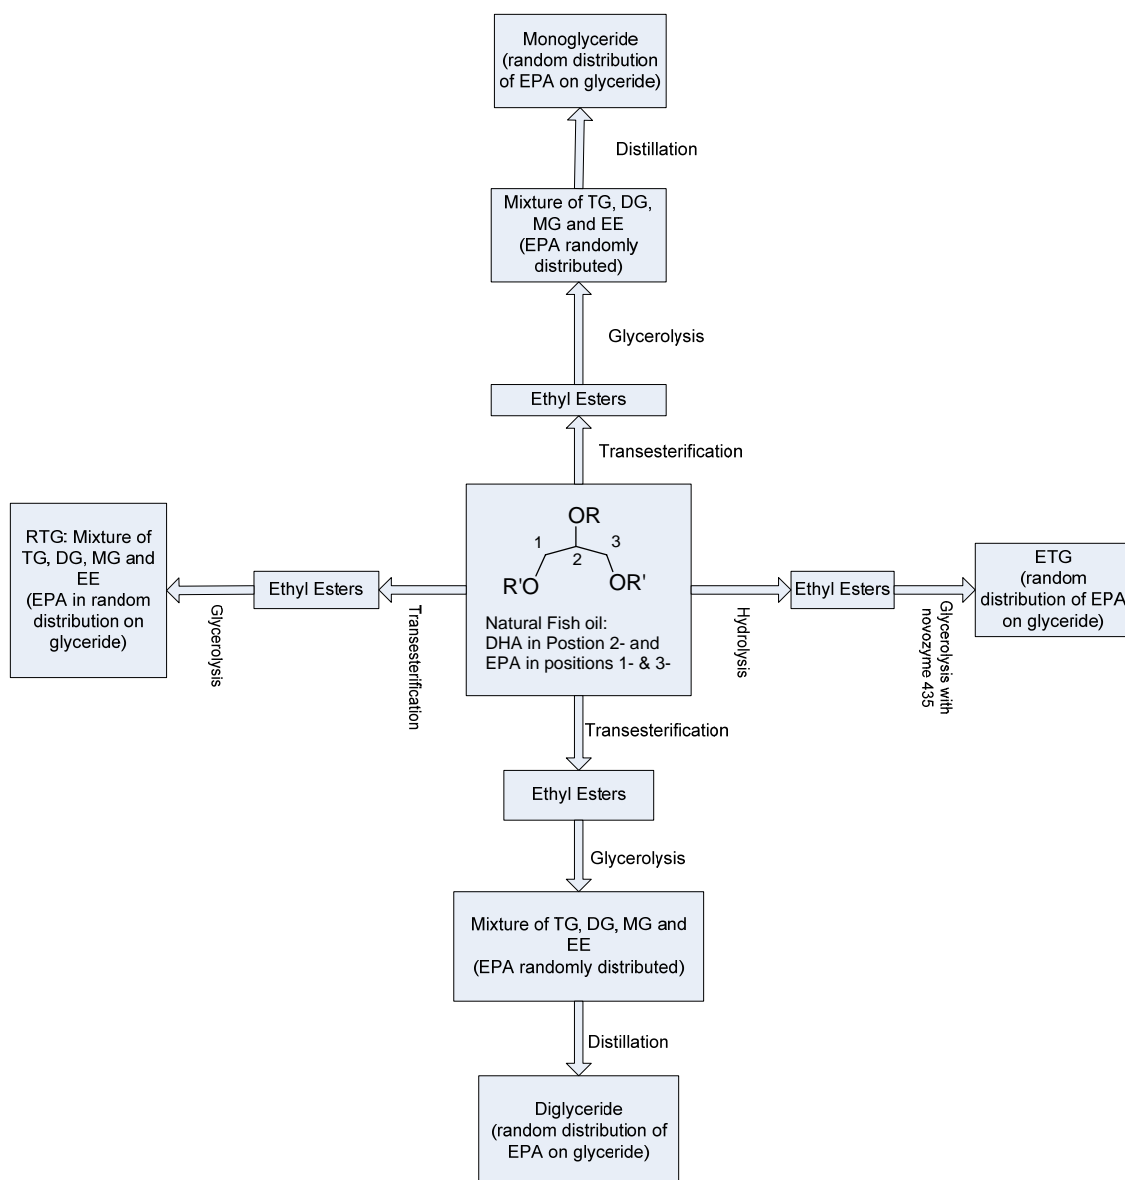 Monoglyceride
(random distribution
of EPA on glyceride)
Distillation
Mixture of TG, DG,
MG and EE
(EPA randomly
distributed)
Glycerolysis
Ethyl Esters
Transesterification
RTG: Mixture of
TG, DG, MG and
EE
(EPA in random
distribution on
glyceride)
Glycerolysis
Ethyl Esters
Transesterification
OR
1
3
2
R'O
OR'
Natural Fish oil:
DHA in Postion 2- and
EPA in positions 1- & 3-
Hydrolysis
Ethyl Esters
Glycerolysis with
novozyme 435
ETG
(random
distribution of EPA
on glyceride)
Transesterification
Ethyl Esters
Glycerolysis
Mixture of TG, DG, MG and
EE
(EPA randomly distributed)
Distillation
Diglyceride
(random distribution of
EPA on glyceride)